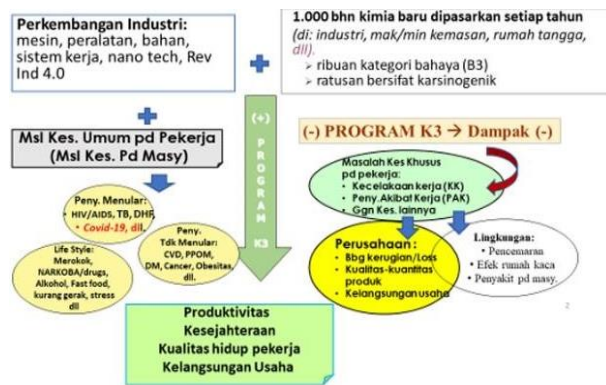 Perkembangan Industri:
mesin, peralatan, bahan,
sistem kerja, nano tech, Rev
Ind 4.0
1.000 bhn kimia baru dipasarkan setiap tahun
(di: industri, mak/min kemasan, rumah tangga,
dll).
➢ ribuan kategori bahaya (B3)
➢ ratusan bersifat karsinogenik
Msl Kes. Umum pd Pekerja
(Msl Kes. Pd Masy)
(+)
P
R
O
G
R
A
M
K3
(-) PROGRAM K3 → Dampak (-)
Masalah Kes Khusus
pd pekerja:
• Kecelakaan kerja (KK)
• Peny. Akibat Kerja (PAK)
• Ggn Kes. lainnya
Peny. Menular:
• HIV/AIDS, TB, DHF,
• Covid-19, dll.
Peny.
Tdk Menular:
CVD, PPOM,
DM, Cancer, Obesitas,
dll.
Life Style:
Merokok,
NARKOBA/drugs,
Alkohol, Fast food,
kurang gerak, stress
dll
Perusahaan:
• Bbg kerugian/Loss
• Kualitas-kuantitas
produk
• Kelangsungan usaha
Lingkungan:
• Pencemaran
• Efek rumah kaca
• Penyakit pd masy.
2
Produktivitas
Kesejahteraan
Kualitas hidup pekerja
Kelangsungan Usaha